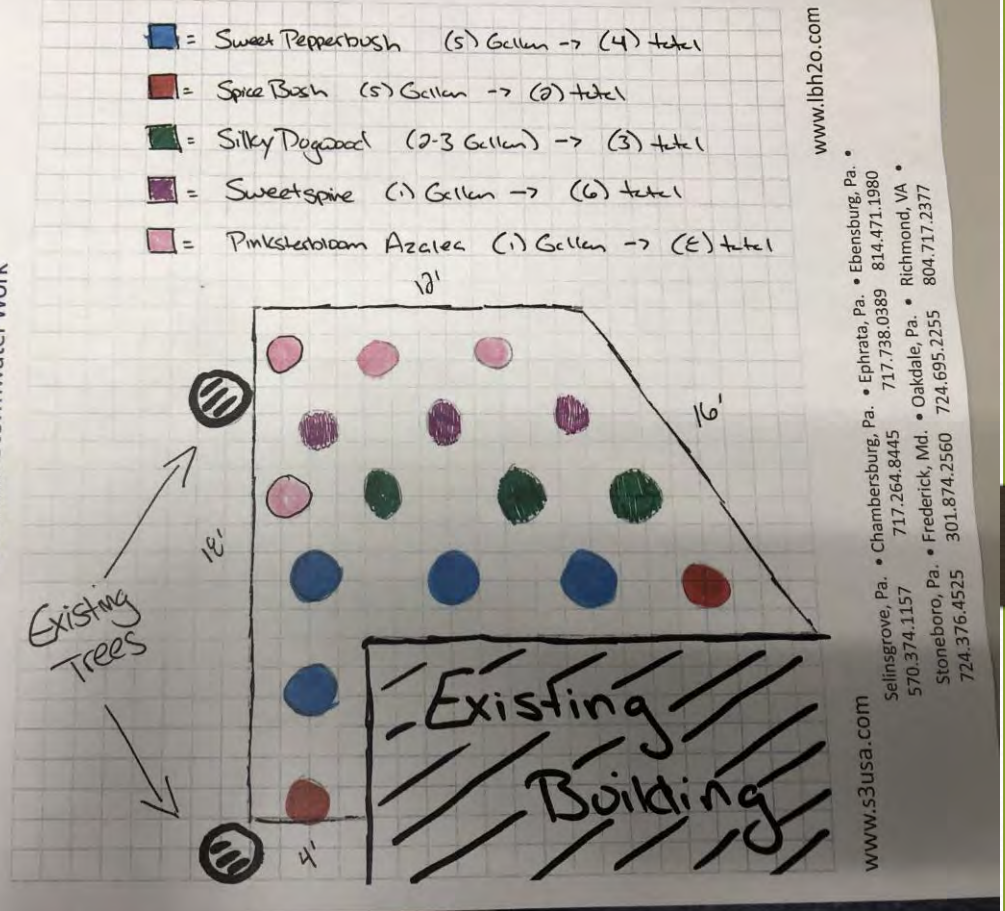 = Sweet Pepperbush (5) Gallon -> (4) total
= Spice Bush (5) Gallon -> (2) total
= Silky Dogwood (2-3 Gallon) -> (3) total
= Sweetspire (1) Gallon -> (6) total
= Pinksterbloom Azalea (1) Gallon -> (8) total
12'
16'
18'
Existing
Trees
4'
Existing
Building
Work
www.lbh2o.com
www.s3usa.com
Selinsgrove, Pa. • Chambersburg, Pa. • Ephrata, Pa. • Ebensburg, Pa. •
570.374.1157 717.264.8445 717.738.0389 814.471.1980
Stoneboro, Pa. • Frederick, Md. • Oakdale, Pa. • Richmond, VA •
724.376.4525 301.874.2560 724.695.2255 804.717.2377